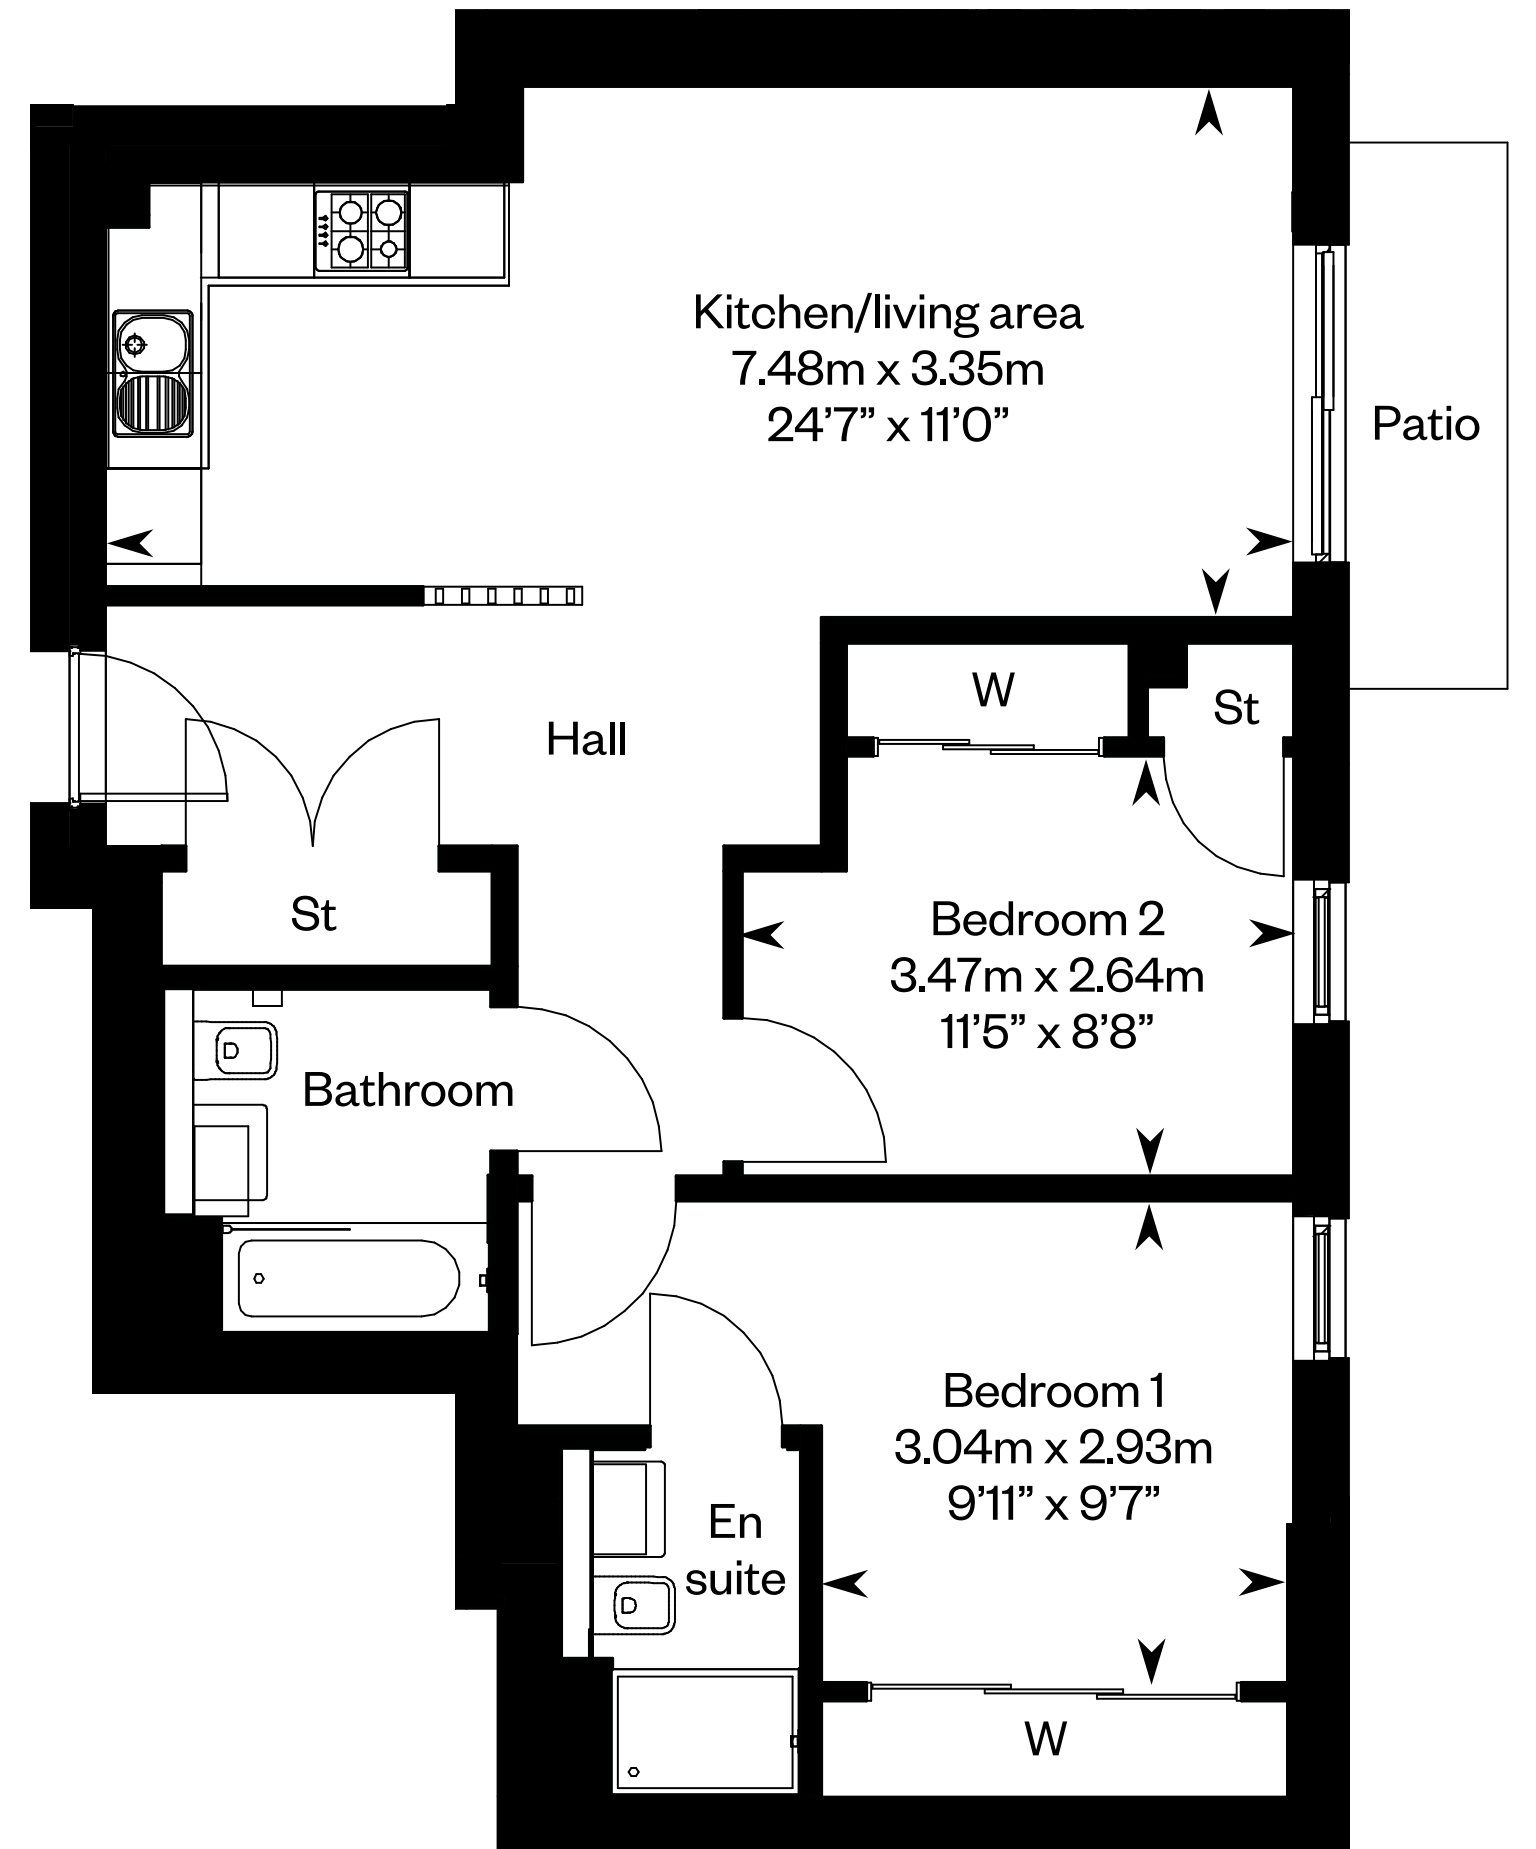 Kitchen/living area
7.48m x 3.35m
24’7” x 11’0”
Patio
W
St
Hall
St
Bedroom 2
3.47m x 2.64m
11’5” x 8’8”
Bathroom
Bedroom 1
3.04m x 2.93m
9’11” x 9’7”
En
suite
W